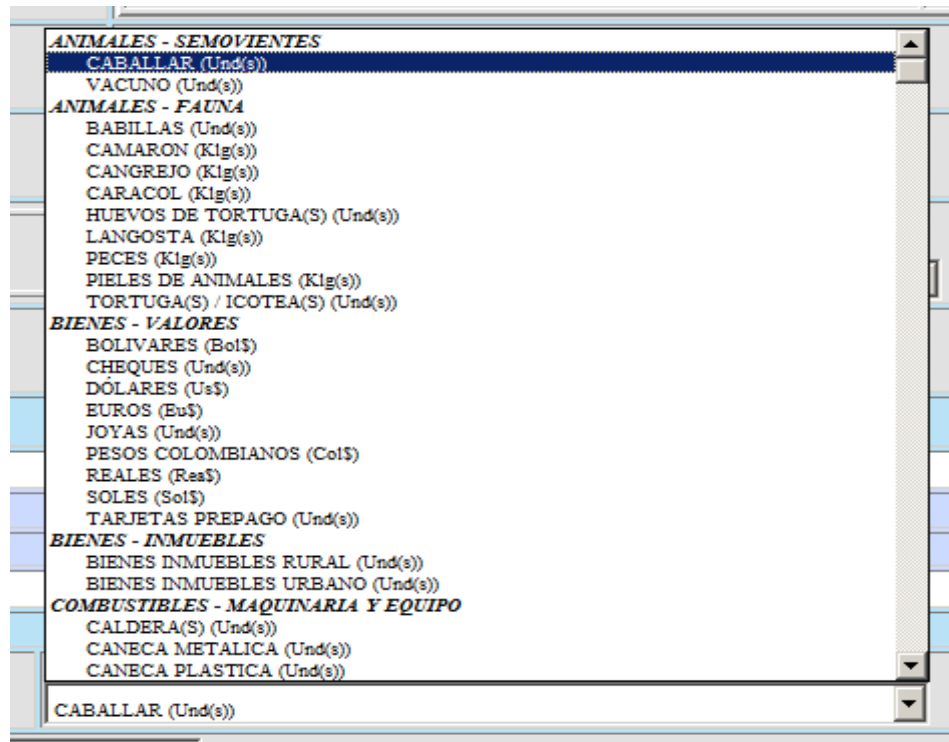 ANIMALES - SEMOVIENTES
CABALLAR (Und(s))
VACUNO (Und(s))
ANIMALES - FAUNA
BABILLAS (Und(s))
CAMARON (Klg(s))
CANGREJO (Klg(s))
CARACOL (Klg(s))
HUEVOS DE TORTUGA(S) (Und(s))
LANGOSTA (Klg(s))
PECES (Klg(s))
PIELES DE ANIMALES (Klg(s))
TORTUGA(S) / ICOTEA(S) (Und(s))
BIENES - VALORES
BOLIVARES (Bol$)
CHEQUES (Und(s))
DÓLARES (Us$)
EUROS (Eu$)
JOYAS (Und(s))
PESOS COLOMBIANOS (Col$)
REALES (Rea$)
SOLES (Sol$)
TARJETAS PREPAGO (Und(s))
BIENES - INMUEBLES
BIENES INMUEBLES RURAL (Und(s))
BIENES INMUEBLES URBANO (Und(s))
COMBUSTIBLES - MAQUINARIA Y EQUIPO
CALDERA(S) (Und(s))
CANECA METALICA (Und(s))
CANECA PLASTICA (Und(s))
CABALLAR (Und(s))